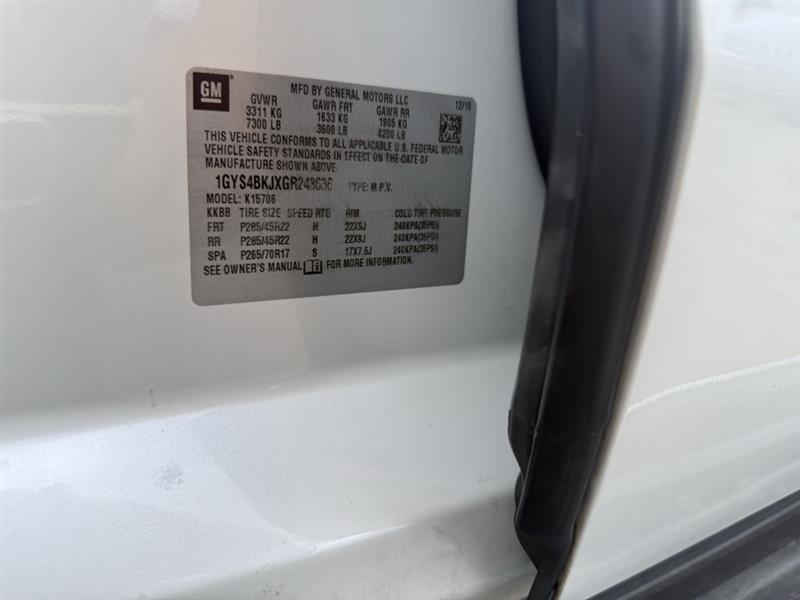 GM
MFD BY GENERAL MOTORS LLC
GVWR GAWR FRT GAWR RR 12/15
3311 KG 1633 KG 1905 KG
7300 LB 3600 LB 4200 LB
THIS VEHICLE CONFORMS TO ALL APPLICABLE U.S. FEDERAL MOTOR
VEHICLE SAFETY STANDARDS IN EFFECT ON THE DATE OF
MANUFACTURE SHOWN ABOVE.
1GYS4BKJXGR243636 TYPE: M.P.V.
MODEL: K15706
KKBB TIRE SIZE SPEED RTG RIM COLD TIRE PRESSURE
FRT P285/45R22 H 22X9J 240KPA(35PSI)
RR P285/45R22 H 22X9J 240KPA(35PSI)
SPA P265/70R17 S 17X7.5J 240KPA(35PSI)
SEE OWNER'S MANUAL FOR MORE INFORMATION.